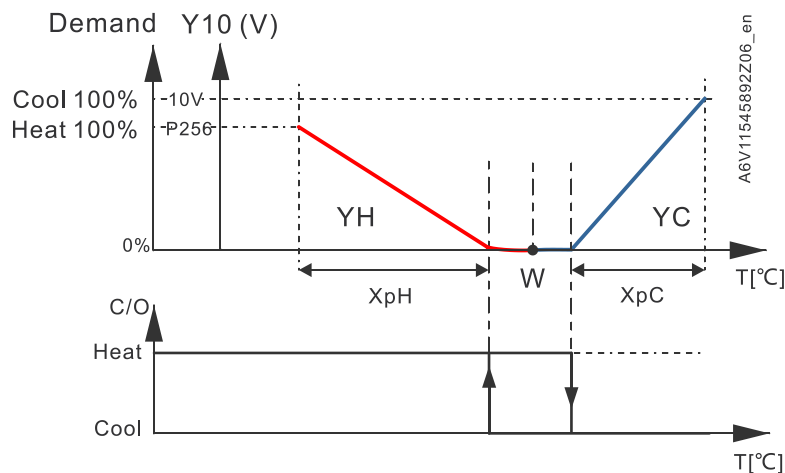 Demand Y10 (V)
Cool 100% 10V
Heat 100% P256
YH YC
0%
W
XpH XpC
T[℃]
C/O
Heat
Cool
T[℃]
A6V11545892Z06_en